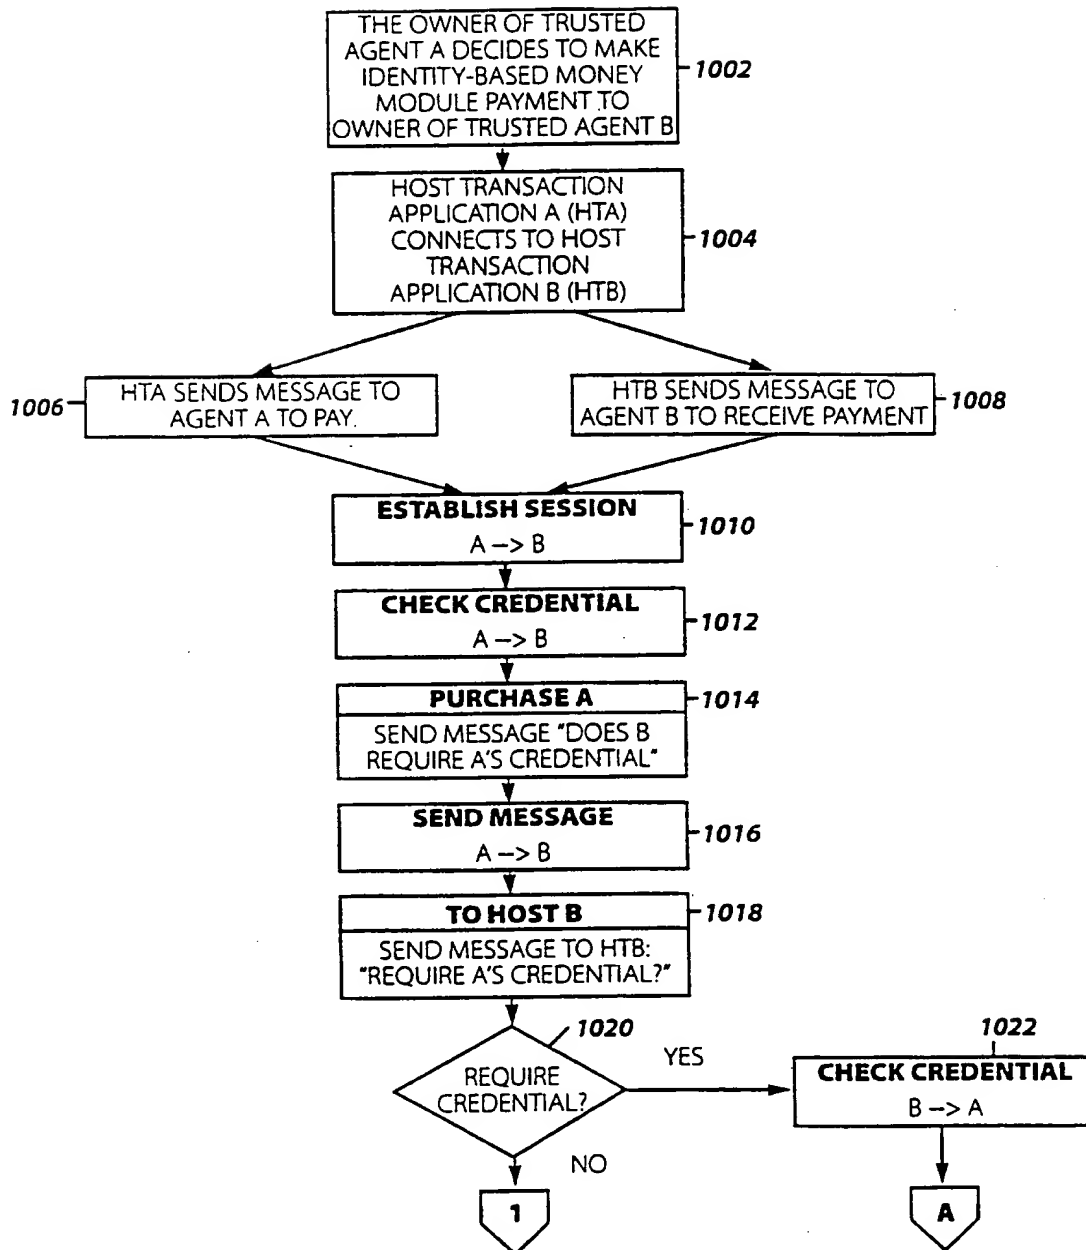 THE OWNER OF TRUSTED
AGENT A DECIDES TO MAKE
IDENTITY-BASED MONEY
MODULE PAYMENT TO
OWNER OF TRUSTED AGENT B
1002
HOST TRANSACTION
APPLICATION A (HTA)
CONNECTS TO HOST
TRANSACTION
APPLICATION B (HTB)
1004
1006
HTA SENDS MESSAGE TO
AGENT A TO PAY.
HTB SENDS MESSAGE TO
AGENT B TO RECEIVE PAYMENT
1008
ESTABLISH SESSION
A –> B
1010
CHECK CREDENTIAL
A –> B
1012
PURCHASE A
1014
SEND MESSAGE "DOES B
REQUIRE A'S CREDENTIAL"
SEND MESSAGE
A –> B
1016
TO HOST B
1018
SEND MESSAGE TO HTB:
"REQUIRE A'S CREDENTIAL?"
1020
REQUIRE
CREDENTIAL?
YES
1022
CHECK CREDENTIAL
B –> A
NO
1
A